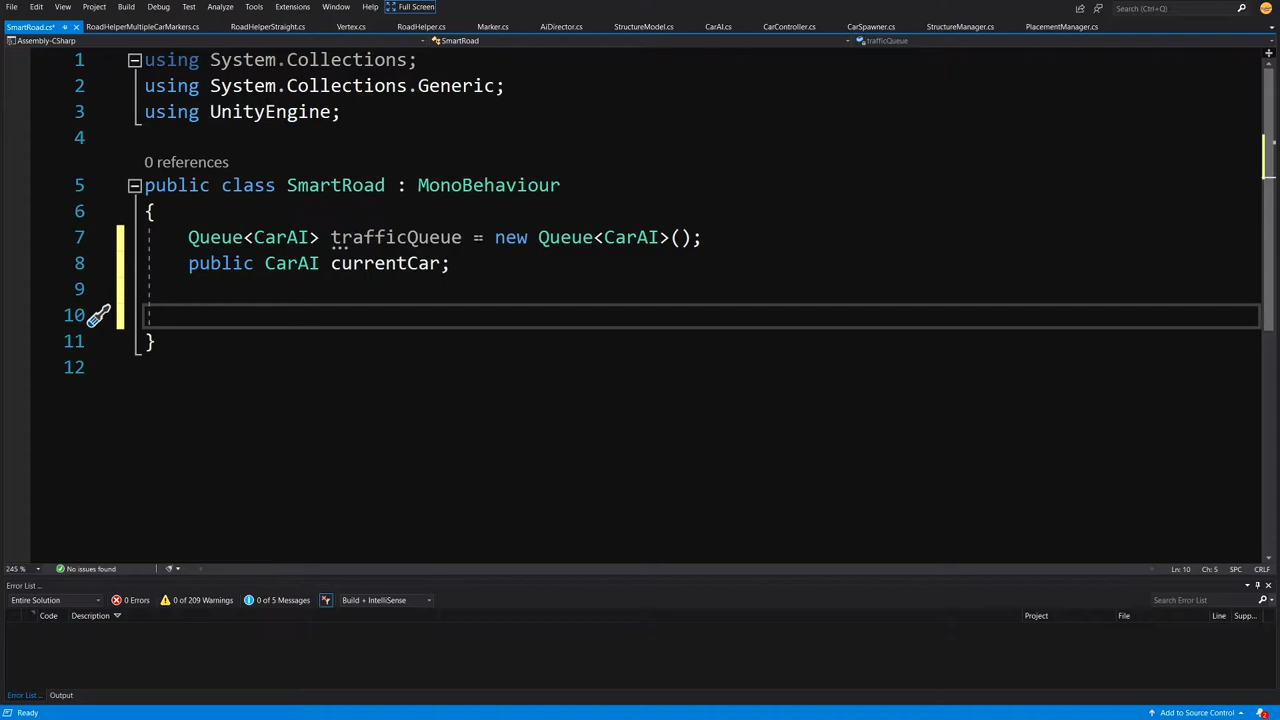 File Edit View Project Build Debug Test Analyze Tools Extensions Window Help Full Screen Search (Ctrl+Q)
SmartRoad.cs* RoadHelperMultipleCarMarkers.cs RoadHelperStraight.cs Vertex.cs RoadHelper.cs Marker.cs AiDirector.cs StructureModel.cs CarAI.cs CarController.cs CarSpawner.cs StructureManager.cs PlacementManager.cs
Assembly-CSharp SmartRoad trafficQueue
1 using System.Collections;
2 using System.Collections.Generic;
3 using UnityEngine;
4
0 references
5 public class SmartRoad : MonoBehaviour
6 {
7 Queue<CarAI> trafficQueue = new Queue<CarAI>();
8 public CarAI currentCar;
9
10
11 }
12
245 % No issues found Ln: 10 Ch: 5 SPC CRLF
Error List ...
Entire Solution 0 Errors 0 of 209 Warnings 0 of 5 Messages Build + IntelliSense Search Error List
Code Description Project File Line Supp...
Error List ... Output
Ready Add to Source Control 2